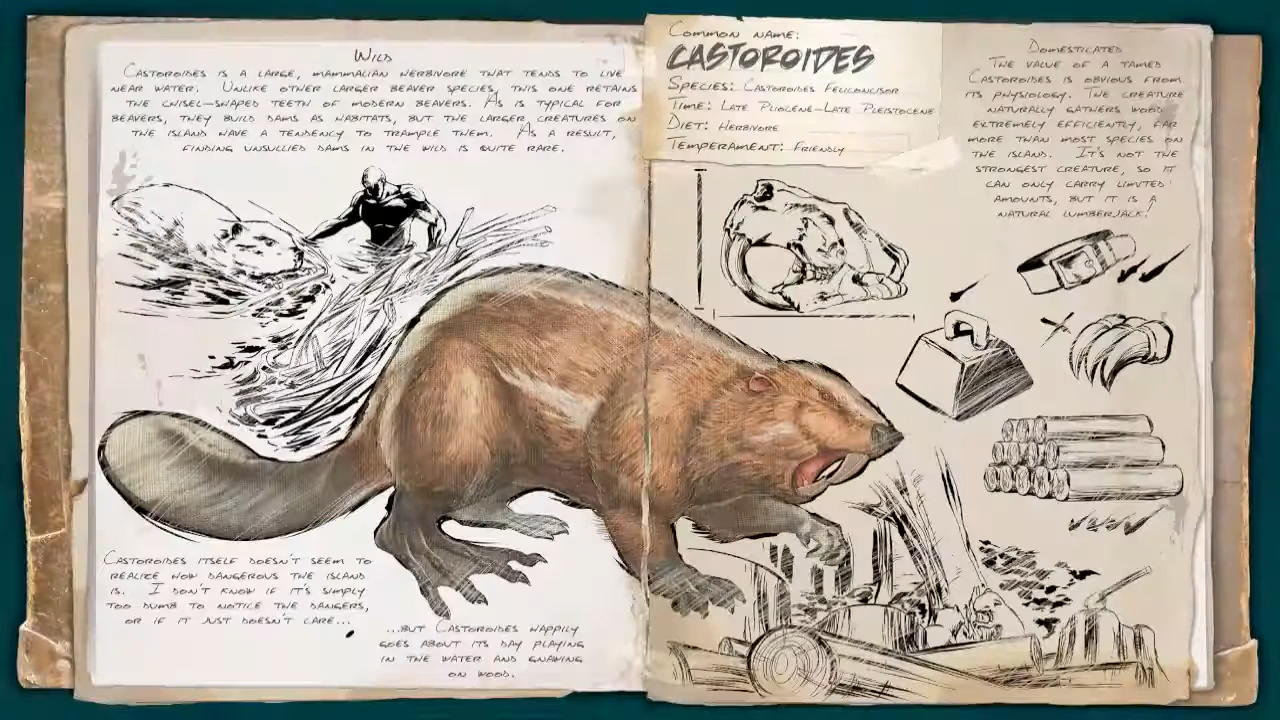 Wild
Castoroides is a large, mammalian herbivore that tends to live
near water. Unlike other larger beaver species, this one retains
the chisel-shaped teeth of modern beavers. As is typical for
beavers, they build dams as habitats, but the larger creatures on
the island have a tendency to trample them. As a result,
finding unsullied dams in the wild is quite rare.
Castoroides itself doesn't seem to
realize how dangerous the island
is. I don't know if it's simply
too dumb to notice the dangers,
or if it just doesn't care...
...but Castoroides happily
goes about its day playing
in the water and gnawing
on wood.
Common name:
Castoroides
Species: Castoroides Feliconcisor
Time: Late Pliocene-Late Pleistocene
Diet: Herbivore
Temperament: Friendly
Domesticated
The value of a tamed
Castoroides is obvious from
its physiology. The creature
naturally gathers wood
extremely efficiently, far
more than most species on
the island. It's not the
strongest creature, so it
can only carry limited
amounts, but it is a
natural lumberjack!